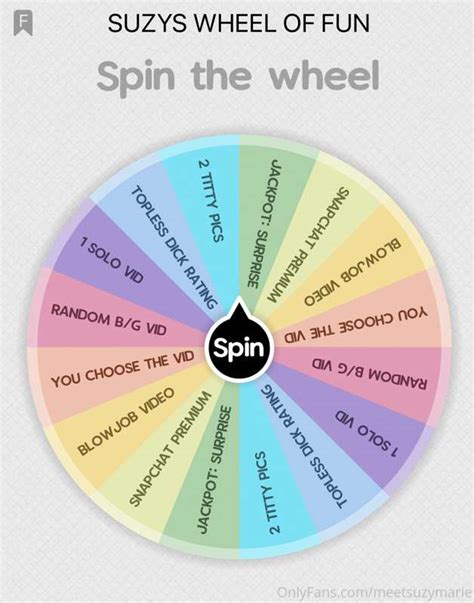 F
SUZYS WHEEL OF FUN
Spin the wheel
JACKPOT: SURPRISE
SNAPCHAT PREMIUM
BLOWJOB VIDEO
YOU CHOOSE THE VID
RANDOM B/G VID
1 SOLO VID
TOPLESS DICK RATING
2 TITTY PICS
JACKPOT: SURPRISE
SNAPCHAT PREMIUM
BLOWJOB VIDEO
YOU CHOOSE THE VID
RANDOM B/G VID
1 SOLO VID
TOPLESS DICK RATING
2 TITTY PICS
Spin
OnlyFans.com/meetsuzymarie